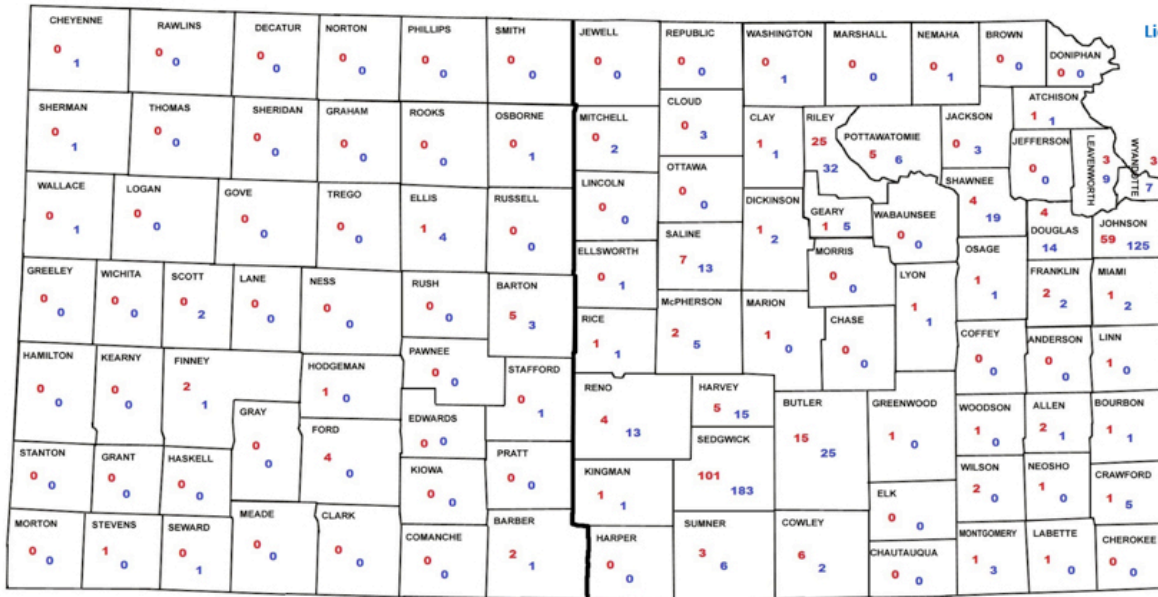 CHEYENNE
0 1
RAWLINS
0 0
DECATUR
0 0
NORTON
0 0
PHILLIPS
0 0
SMITH
0 0
JEWELL
0 0
REPUBLIC
0 0
WASHINGTON
0 1
MARSHALL
0 0
NEMAHA
0 1
BROWN
0 0
DONIPHAN
0 0
SHERMAN
0 1
THOMAS
0 0
SHERIDAN
0 0
GRAHAM
0 0
ROOKS
0 0
OSBORNE
0 1
MITCHELL
0 2
CLOUD
0 3
CLAY
1 1
RILEY
25 32
POTTAWATOMIE
5 6
JACKSON
0 3
ATCHISON
1 1
JEFFERSON
0 0
LEAVENWORTH
3 9
WYANDOTTE
3 7
WALLACE
0 1
LOGAN
0 0
GOVE
0 0
TREGO
0 0
ELLIS
1 4
RUSSELL
0 0
LINCOLN
0 0
OTTAWA
0 0
DICKINSON
1 2
GEARY
1 5
WABAUNSEE
0 0
SHAWNEE
4 19
DOUGLAS
4 14
JOHNSON
59 125
ELLSWORTH
0 1
SALINE
7 13
MORRIS
0 0
LYON
1 1
OSAGE
1 1
FRANKLIN
2 2
MIAMI
1 2
GREELEY
0 0
WICHITA
0 0
SCOTT
0 2
LANE
0 0
NESS
0 0
RUSH
0 0
BARTON
5 3
RICE
1 1
McPHERSON
2 5
MARION
1 0
CHASE
0 0
COFFEY
0 0
ANDERSON
0 0
LINN
1 0
HAMILTON
0 0
KEARNY
0 0
FINNEY
2 1
HODGEMAN
1 0
PAWNEE
0 0
STAFFORD
0 1
RENO
4 13
HARVEY
5 15
BUTLER
15 25
GREENWOOD
1 0
WOODSON
1 0
ALLEN
2 1
BOURBON
1 1
GRAY
0 0
FORD
4 0
EDWARDS
0 0
SEDGWICK
101 183
STANTON
0 0
GRANT
0 0
HASKELL
0 0
KIOWA
0 0
PRATT
0 0
KINGMAN
1 1
ELK
0 0
WILSON
2 0
NEOSHO
1 0
CRAWFORD
1 5
MORTON
0 0
STEVENS
1 0
SEWARD
0 1
MEADE
0 0
CLARK
0 0
COMANCHE
0 0
BARBER
2 1
HARPER
0 0
SUMNER
3 6
COWLEY
6 2
CHAUTAUQUA
0 0
MONTGOMERY
1 3
LABETTE
1 0
CHEROKEE
0 0